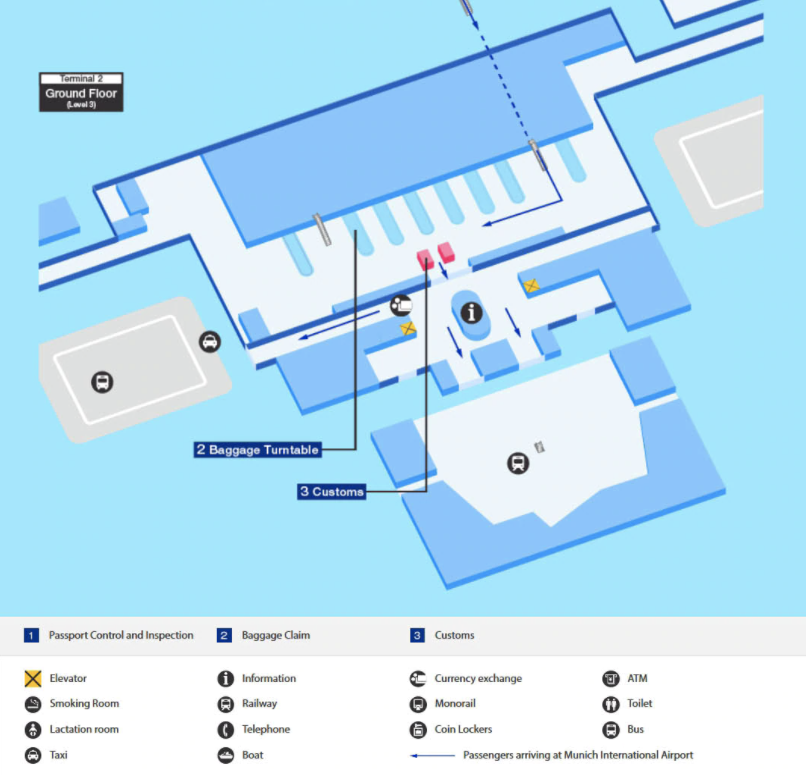 Terminal 2
Ground Floor
(Level 3)
2 Baggage Turntable
3 Customs
1 Passport Control and Inspection
2 Baggage Claim
3 Customs
Elevator
Information
Currency exchange
ATM
Smoking Room
Railway
Monorail
Toilet
Lactation room
Telephone
Coin Lockers
Bus
Taxi
Boat
Passengers arriving at Munich International Airport